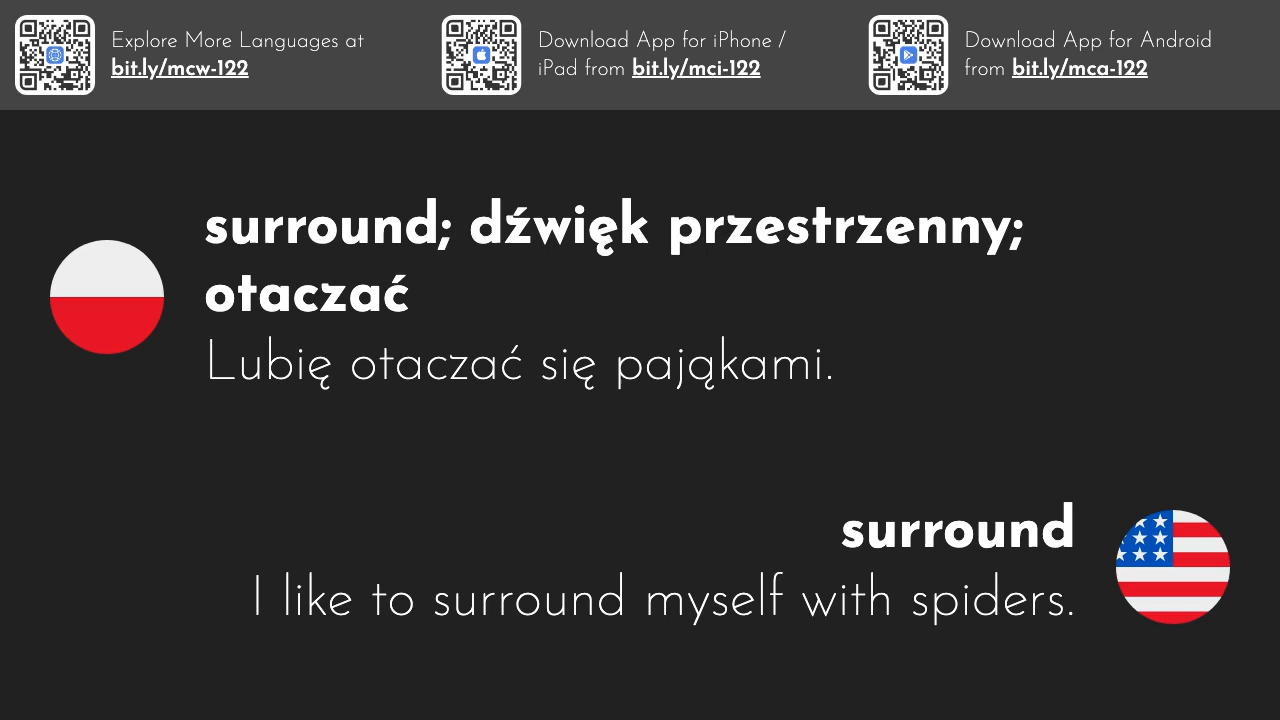 Explore More Languages at
bit.ly/mcw-122
Download App for iPhone /
iPad from bit.ly/mci-122
Download App for Android
from bit.ly/mca-122
surround; dźwięk przestrzenny;
otaczać
Lubię otaczać się pająkami.
surround
I like to surround myself with spiders.